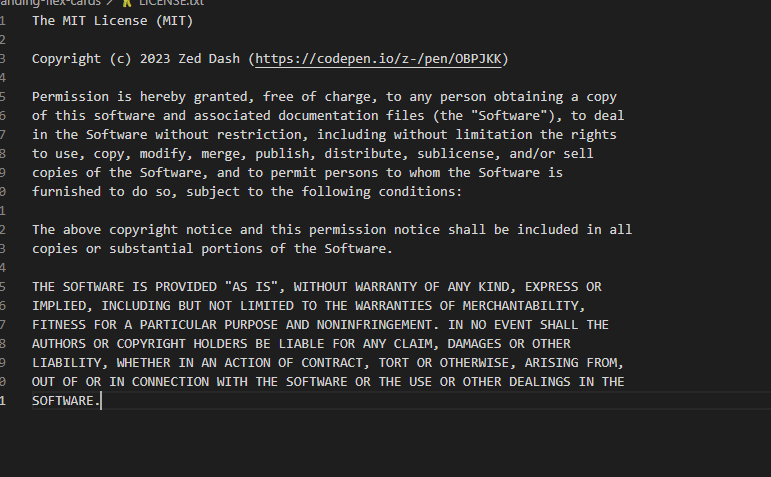 anding-flex-cards > LICENSE.txt
1 The MIT License (MIT)
2
3 Copyright (c) 2023 Zed Dash (https://codepen.io/z-/pen/OBPJKK)
4
5 Permission is hereby granted, free of charge, to any person obtaining a copy
6 of this software and associated documentation files (the "Software"), to deal
7 in the Software without restriction, including without limitation the rights
8 to use, copy, modify, merge, publish, distribute, sublicense, and/or sell
9 copies of the Software, and to permit persons to whom the Software is
0 furnished to do so, subject to the following conditions:
1
2 The above copyright notice and this permission notice shall be included in all
3 copies or substantial portions of the Software.
4
5 THE SOFTWARE IS PROVIDED "AS IS", WITHOUT WARRANTY OF ANY KIND, EXPRESS OR
6 IMPLIED, INCLUDING BUT NOT LIMITED TO THE WARRANTIES OF MERCHANTABILITY,
7 FITNESS FOR A PARTICULAR PURPOSE AND NONINFRINGEMENT. IN NO EVENT SHALL THE
8 AUTHORS OR COPYRIGHT HOLDERS BE LIABLE FOR ANY CLAIM, DAMAGES OR OTHER
9 LIABILITY, WHETHER IN AN ACTION OF CONTRACT, TORT OR OTHERWISE, ARISING FROM,
0 OUT OF OR IN CONNECTION WITH THE SOFTWARE OR THE USE OR OTHER DEALINGS IN THE
1 SOFTWARE.